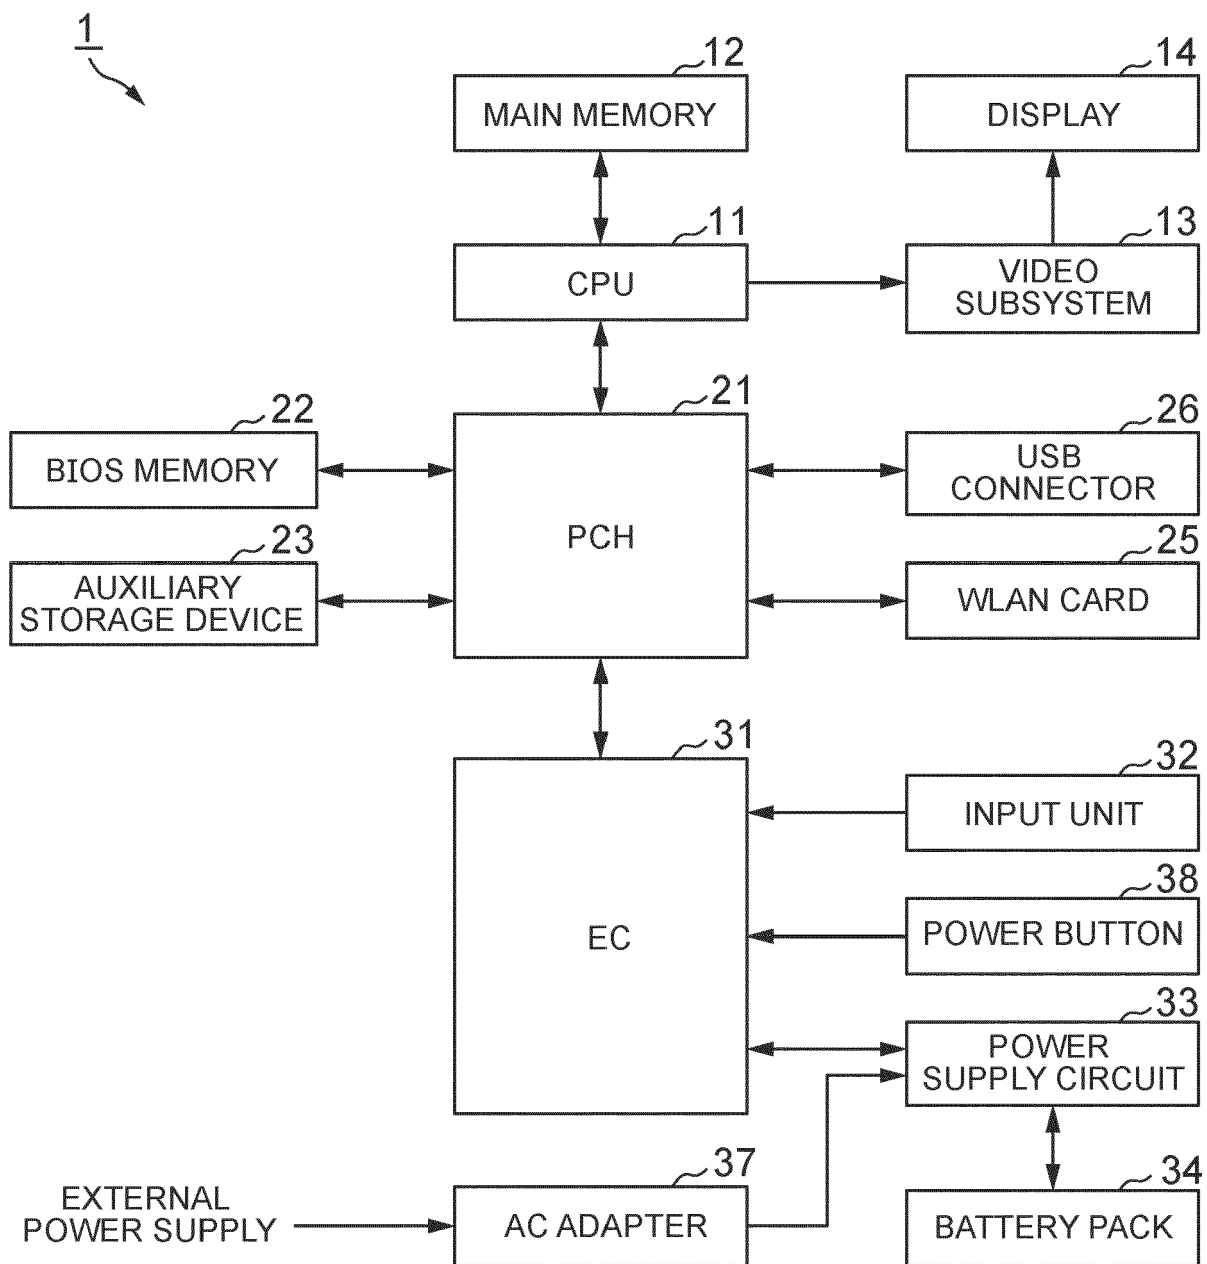 1
12
MAIN MEMORY
14
DISPLAY
11
CPU
13
VIDEO
SUBSYSTEM
21
PCH
22
BIOS MEMORY
26
USB
CONNECTOR
23
AUXILIARY
STORAGE DEVICE
25
WLAN CARD
31
EC
32
INPUT UNIT
38
POWER BUTTON
33
POWER
SUPPLY CIRCUIT
EXTERNAL
POWER SUPPLY
37
AC ADAPTER
34
BATTERY PACK